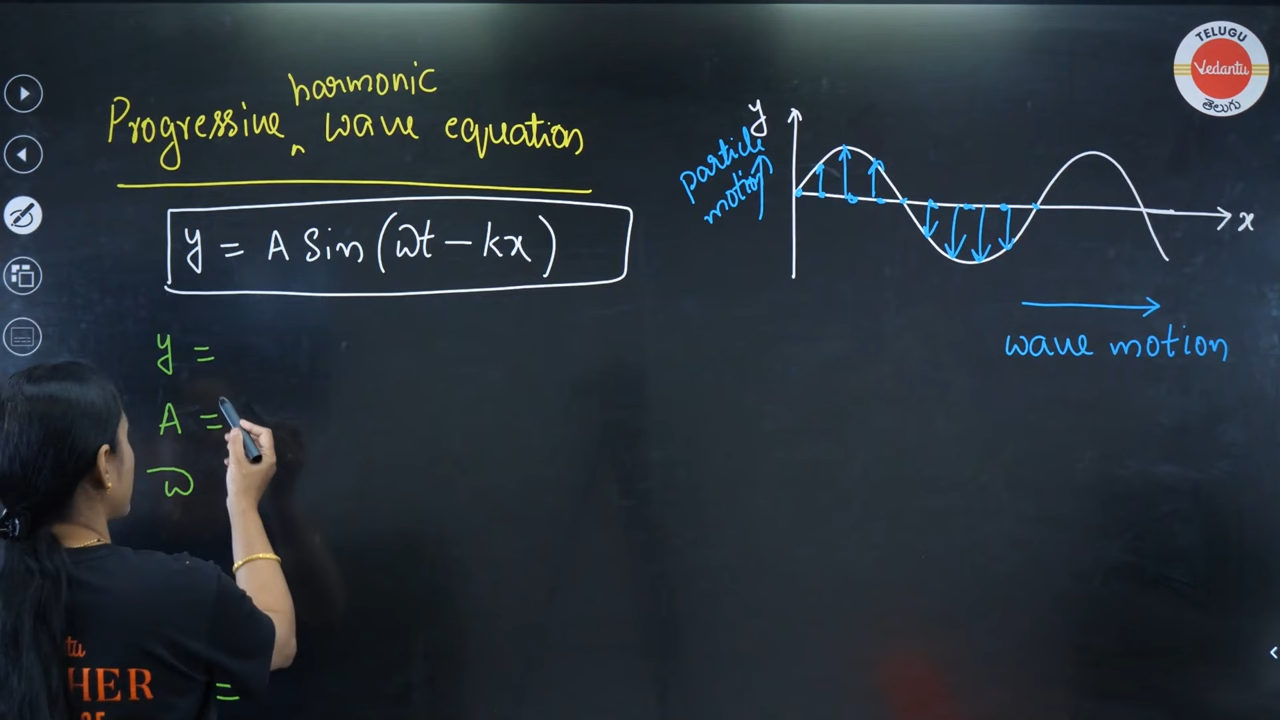 harmonic
Progressive ^ wave equation
y = A Sin(ωt − kx)
y =
A =
ω
=
y
particle
motion
x
wave motion
TELUGU
Vedantu
తెలుగు
HER